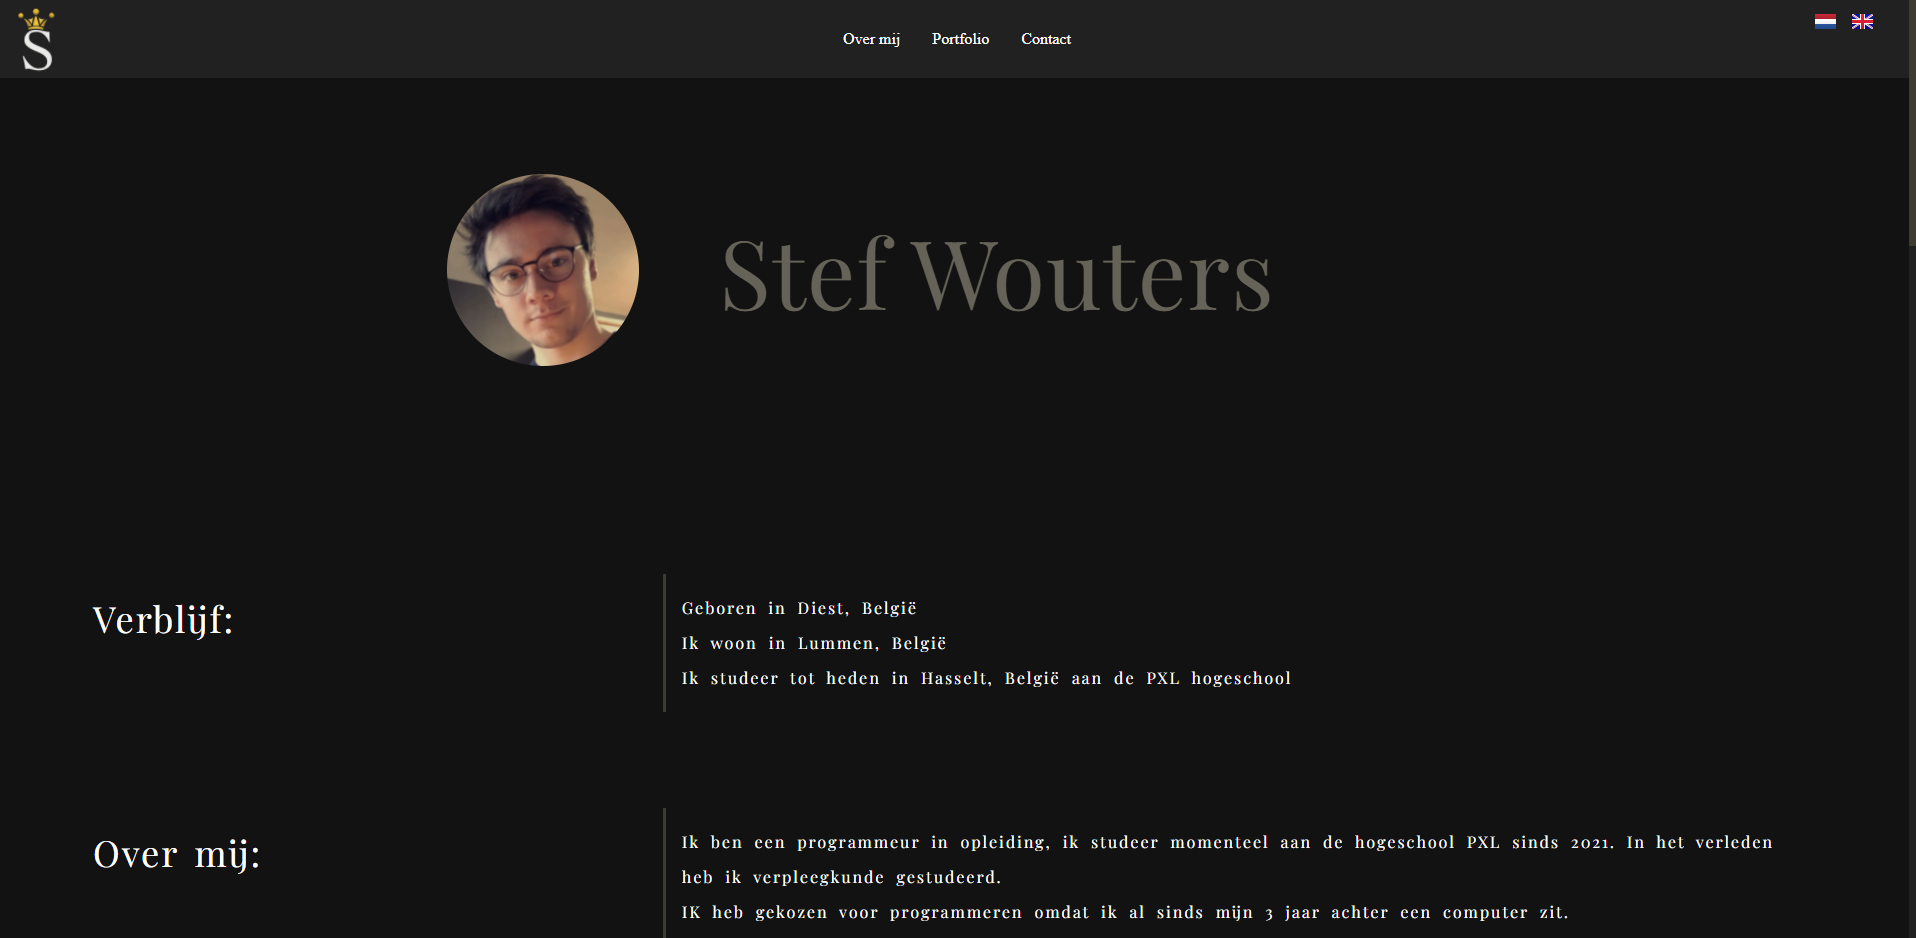 S
Over mij Portfolio Contact
Stef Wouters
Verblijf:
Geboren in Diest, België
Ik woon in Lummen, België
Ik studeer tot heden in Hasselt, België aan de PXL hogeschool
Over mij:
Ik ben een programmeur in opleiding, ik studeer momenteel aan de hogeschool PXL sinds 2021. In het verleden
heb ik verpleegkunde gestudeerd.
IK heb gekozen voor programmeren omdat ik al sinds mijn 3 jaar achter een computer zit.